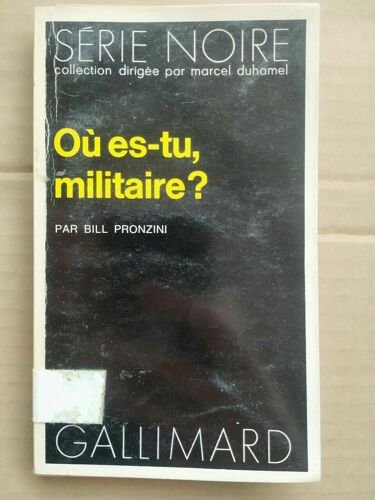 SÉRIE NOIRE
collection dirigée par marcel duhamel
Où es-tu,
militaire?
PAR BILL PRONZINI
GALLIMARD